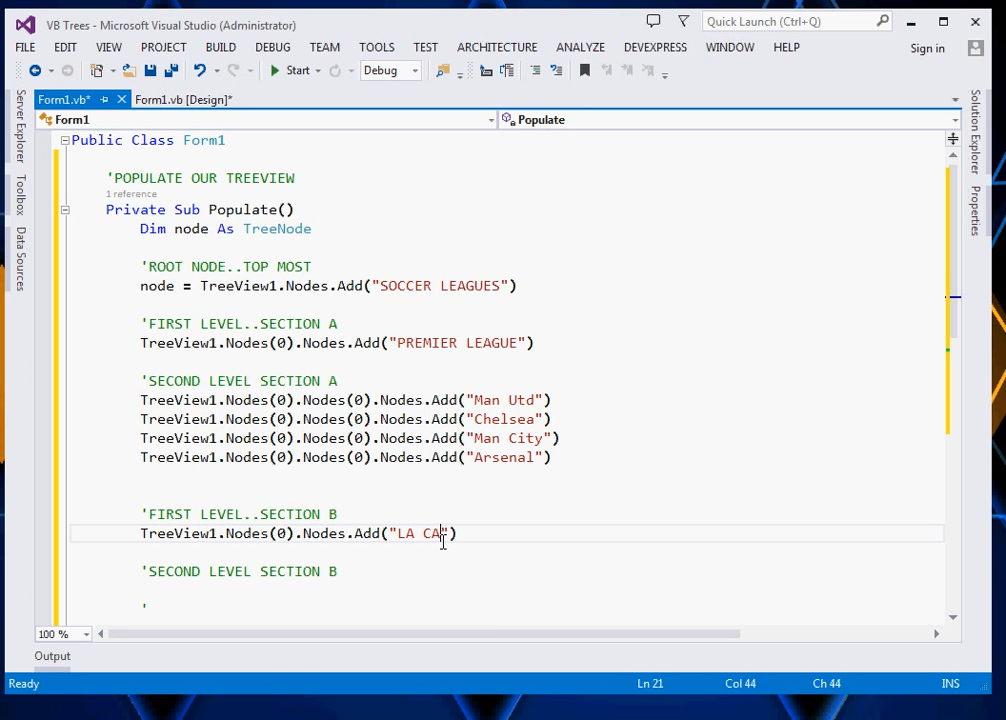 VB Trees - Microsoft Visual Studio (Administrator)
Quick Launch (Ctrl+Q)
FILE EDIT VIEW PROJECT BUILD DEBUG TEAM TOOLS TEST ARCHITECTURE ANALYZE DEVEXPRESS WINDOW HELP
Sign in
Start Debug
Server Explorer
Toolbox
Data Sources
Form1.vb* Form1.vb [Design]*
Form1 Populate
Public Class Form1
'POPULATE OUR TREEVIEW
1 reference
Private Sub Populate()
Dim node As TreeNode
'ROOT NODE..TOP MOST
node = TreeView1.Nodes.Add("SOCCER LEAGUES")
'FIRST LEVEL..SECTION A
TreeView1.Nodes(0).Nodes.Add("PREMIER LEAGUE")
'SECOND LEVEL SECTION A
TreeView1.Nodes(0).Nodes(0).Nodes.Add("Man Utd")
TreeView1.Nodes(0).Nodes(0).Nodes.Add("Chelsea")
TreeView1.Nodes(0).Nodes(0).Nodes.Add("Man City")
TreeView1.Nodes(0).Nodes(0).Nodes.Add("Arsenal")
'FIRST LEVEL..SECTION B
TreeView1.Nodes(0).Nodes.Add("LA CA")
'SECOND LEVEL SECTION B
'
Solution Explorer
Properties
100 %
Output
Ready Ln 21 Col 44 Ch 44 INS